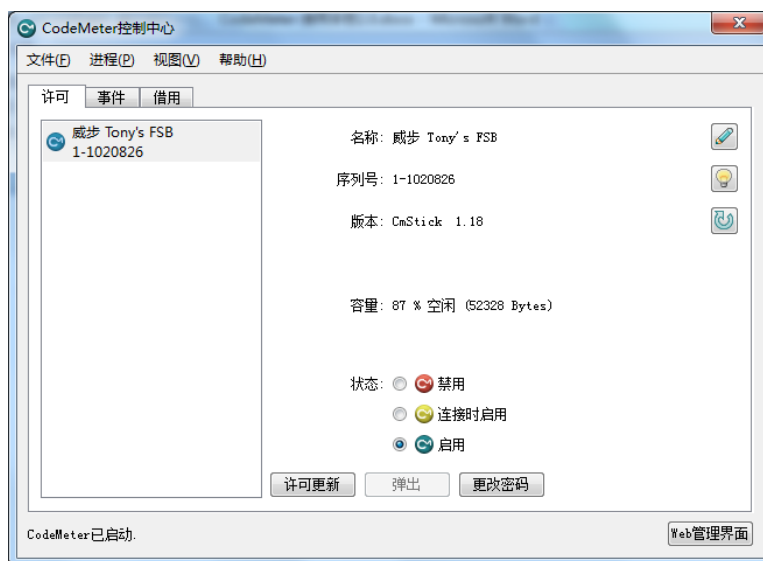 CodeMeter控制中心
文件(F) 进程(P) 视图(V) 帮助(H)
许可 事件 借用
威步 Tony's FSB
1-1020826
名称: 威步 Tony's FSB
序列号: 1-1020826
版本: CmStick 1.18
容量: 87 % 空闲 (52328 Bytes)
状态: 禁用
连接时启用
启用
许可更新 弹出 更改密码
CodeMeter已启动. Web管理界面